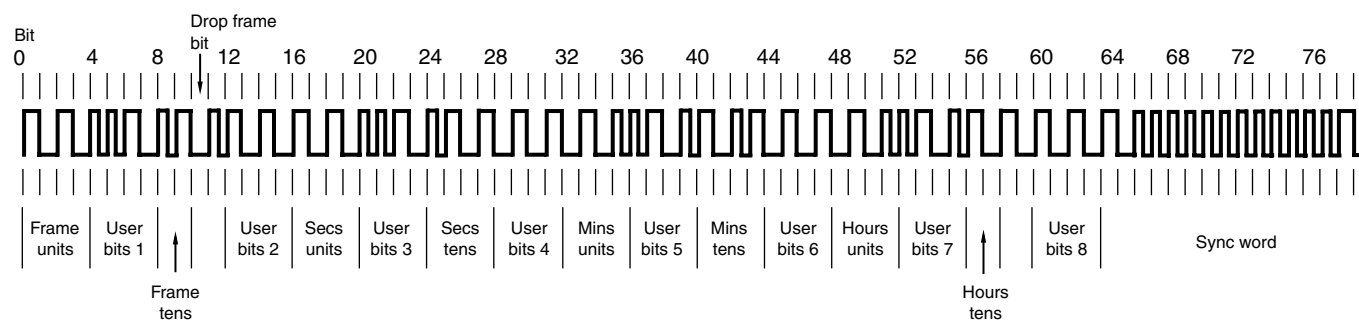 Drop frame
bit
Bit
0 4 8 12 16 20 24 28 32 36 40 44 48 52 56 60 64 68 72 76
Frame
units
User
bits 1
User
bits 2
Secs
units
User
bits 3
Secs
tens
User
bits 4
Mins
units
User
bits 5
Mins
tens
User
bits 6
Hours
units
User
bits 7
User
bits 8
Sync word
Frame
tens
Hours
tens